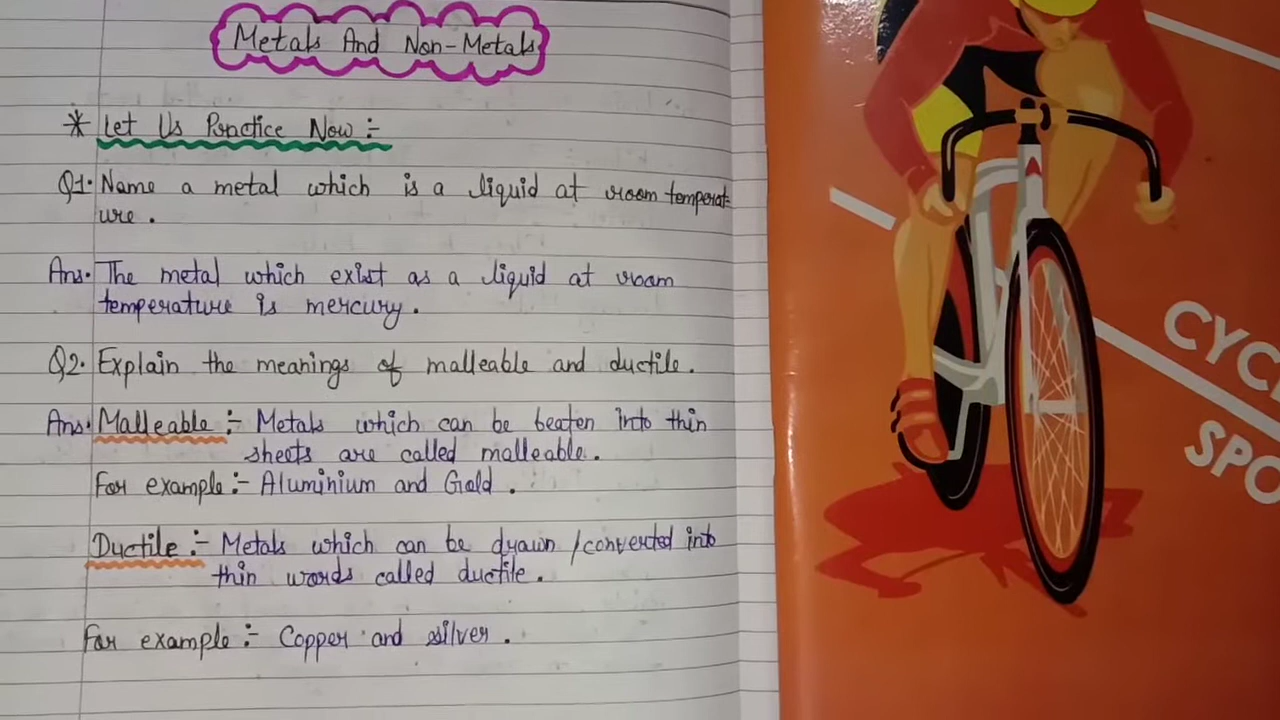 Metals And Non-Metals
* Let Us Practice Now :-
Q1. Name a metal which is a liquid at room temperat-
ure .
Ans. The metal which exist as a liquid at room
temperature is mercury.
Q2. Explain the meanings of malleable and ductile.
Ans. Malleable :- Metals which can be beaten into thin
sheets are called malleable.
For example :- Aluminium and Gold .
Ductile :- Metals which can be drawn /converted into
thin words called ductile .
For example :- Copper and silver .
CYC
SPO